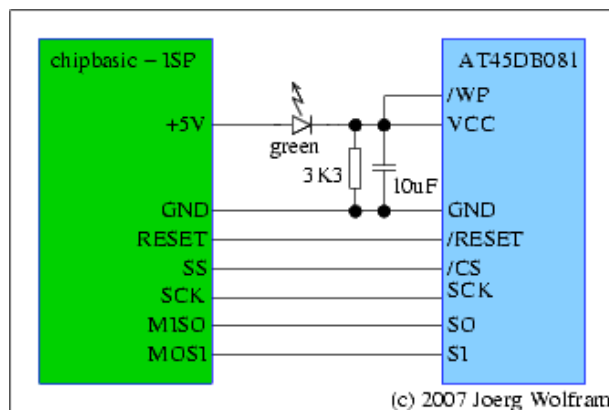 chipbasic - ISP
AT45DB081
/WP
+5V
VCC
green
3K3
10uF
GND
GND
RESET
/RESET
SS
/CS
SCK
SCK
MISO
SO
MOSI
SI
(c) 2007 Joerg Wolfram